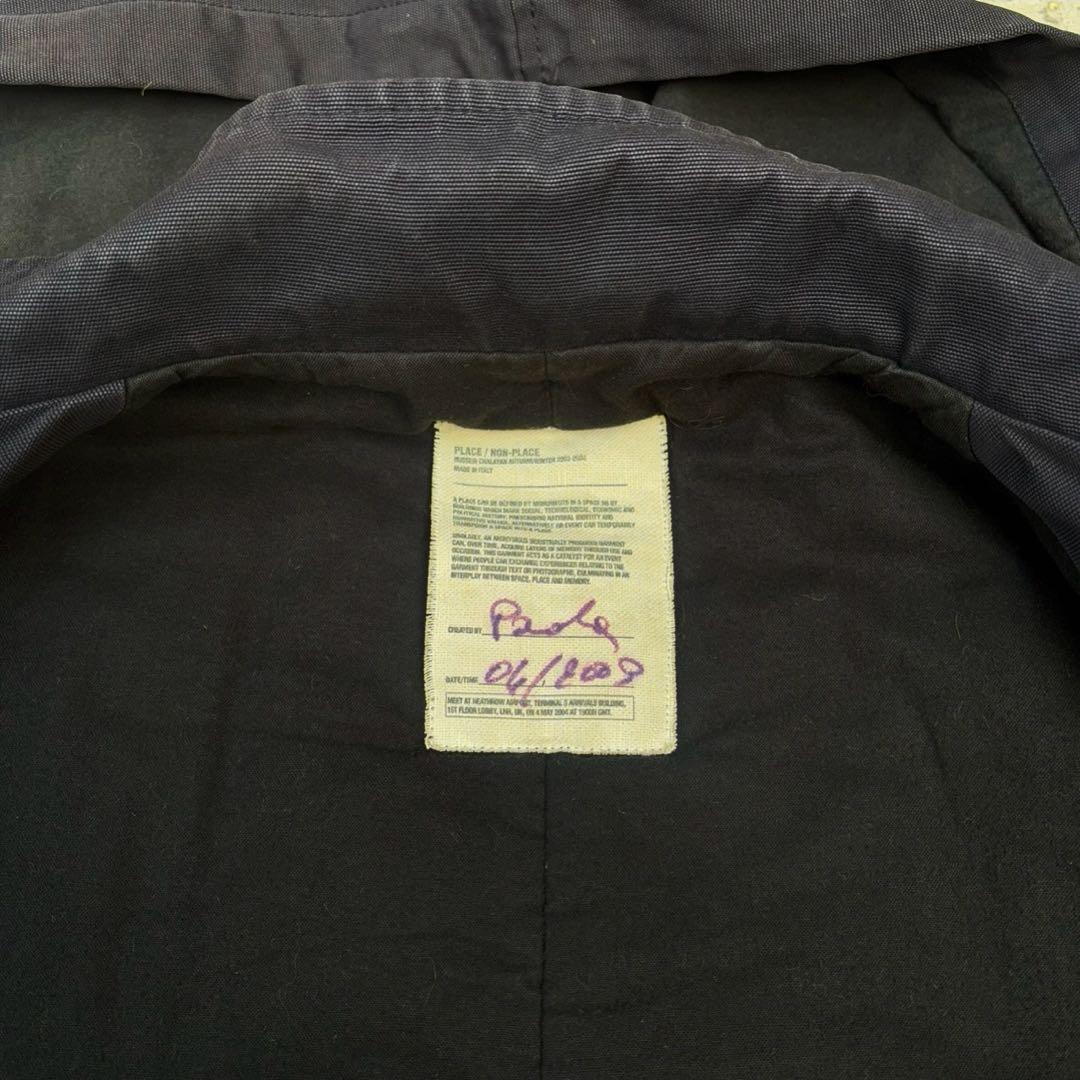 PLACE / NON-PLACE
HUSSEIN CHALAYAN AUTUMN/WINTER 2003-2004
MADE IN ITALY
A PLACE CAN BE DEFINED BY MONUMENTS IN A SPACE OR BY
BUILDINGS WHICH MARK SOCIAL, TECHNOLOGICAL, ECONOMIC AND
POLITICAL HISTORY, PRESCRIBING NATIONAL IDENTITY AND
NORMATIVE VALUES. ALTERNATIVELY AN EVENT CAN TEMPORARILY
TRANSFORM A SPACE INTO A PLACE.
SIMILARLY, AN ANONYMOUS INDUSTRIALLY PRODUCED GARMENT
CAN, OVER TIME, ACQUIRE LAYERS OF MEMORY THROUGH USE AND
OCCASION. THIS GARMENT ACTS AS A CATALYST FOR AN EVENT
WHERE PEOPLE CAN EXCHANGE EXPERIENCES RELATING TO THE
GARMENT THROUGH TEXT OR PHOTOGRAPHS, CULMINATING IN AN
INTERPLAY BETWEEN SPACE, PLACE AND MEMORY.
CREATED BY Paola
DATE/TIME 04/2003
MEET AT HEATHROW AIRPORT, TERMINAL 3 ARRIVALS BUILDING,
1ST FLOOR LOBBY, LHR, UK, ON 4 MAY 2004 AT 1900H GMT.